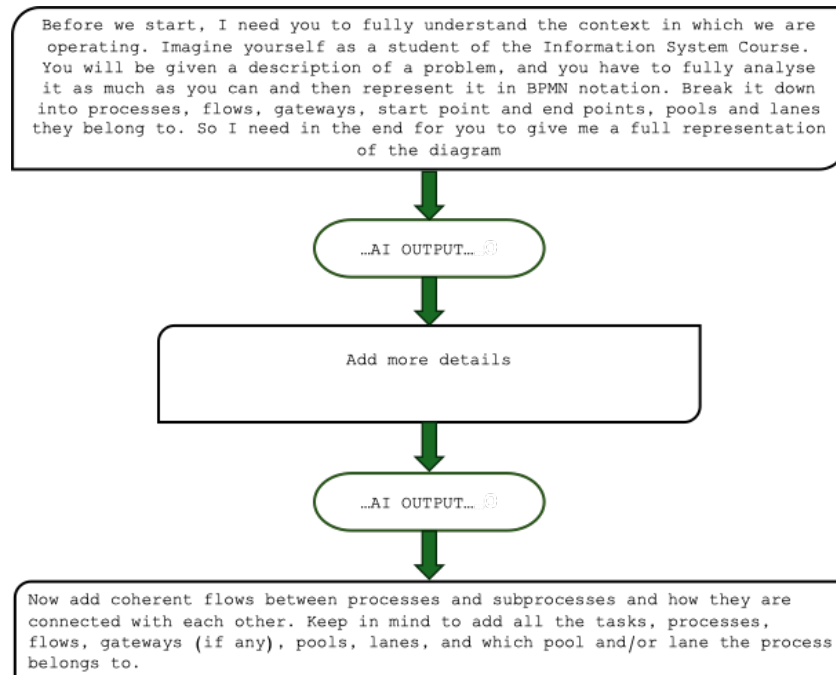 Before we start, I need you to fully understand the context in which we are
operating. Imagine yourself as a student of the Information System Course.
You will be given a description of a problem, and you have to fully analyse
it as much as you can and then represent it in BPMN notation. Break it down
into processes, flows, gateways, start point and end points, pools and lanes
they belong to. So I need in the end for you to give me a full representation
of the diagram
…AI OUTPUT…
Add more details
…AI OUTPUT…
Now add coherent flows between processes and subprocesses and how they are
connected with each other. Keep in mind to add all the tasks, processes,
flows, gateways (if any), pools, lanes, and which pool and/or lane the process
belongs to.